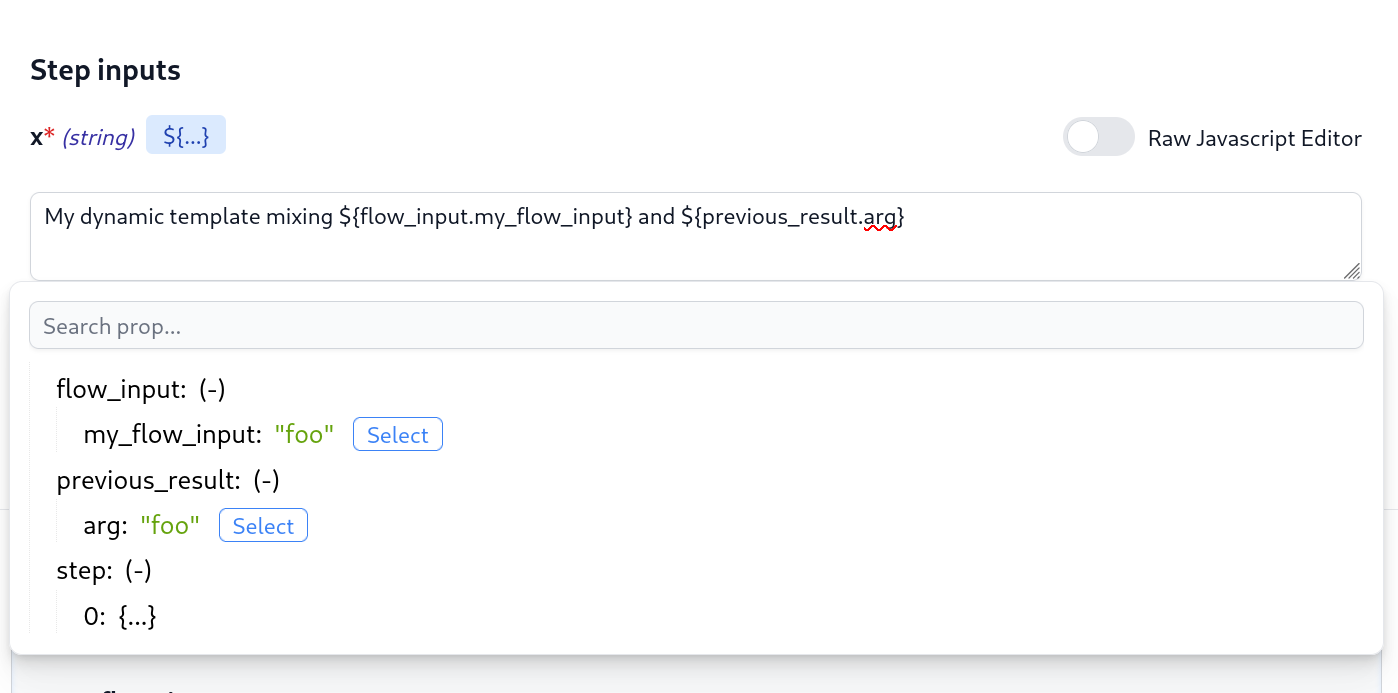 Step inputs
x* (string) ${...} Raw Javascript Editor
My dynamic template mixing ${flow_input.my_flow_input} and ${previous_result.arg}
Search prop...
flow_input: (-)
my_flow_input: "foo" Select
previous_result: (-)
arg: "foo" Select
step: (-)
0: {...}